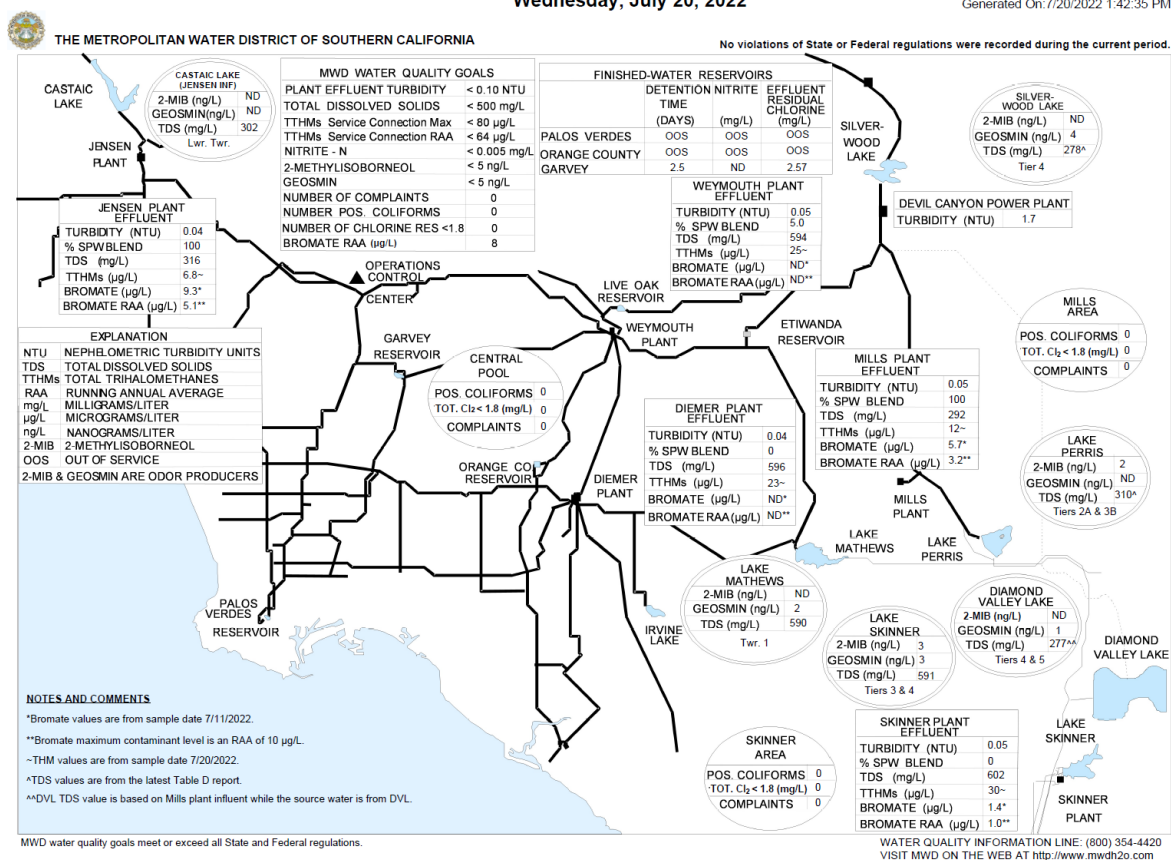 Wednesday, July 20, 2022
Generated On:7/20/2022 1:42:35 PM
THE METROPOLITAN WATER DISTRICT OF SOUTHERN CALIFORNIA
No violations of State or Federal regulations were recorded during the current period.
CASTAIC
LAKE
CASTAIC LAKE
(JENSEN INF)
2-MIB (ng/L) ND
GEOSMIN(ng/L) ND
TDS (mg/L) 302
Lwr. Twr.
JENSEN
PLANT
MWD WATER QUALITY GOALS
PLANT EFFLUENT TURBIDITY < 0.10 NTU
TOTAL DISSOLVED SOLIDS < 500 mg/L
TTHMs Service Connection Max < 80 µg/L
TTHMs Service Connection RAA < 64 µg/L
NITRITE - N < 0.005 mg/L
2-METHYLISOBORNEOL < 5 ng/L
GEOSMIN < 5 ng/L
NUMBER OF COMPLAINTS 0
NUMBER POS. COLIFORMS 0
NUMBER OF CHLORINE RES <1.8 0
BROMATE RAA (µg/L) 8
FINISHED-WATER RESERVOIRS
DETENTION TIME (DAYS) NITRITE (mg/L) EFFLUENT RESIDUAL CHLORINE (mg/L)
PALOS VERDES OOS OOS OOS
ORANGE COUNTY OOS OOS OOS
GARVEY 2.5 ND 2.57
SILVER-
WOOD
LAKE
SILVER-
WOOD LAKE
2-MIB (ng/L) ND
GEOSMIN (ng/L) 4
TDS (mg/L) 278^
Tier 4
JENSEN PLANT
EFFLUENT
TURBIDITY (NTU) 0.04
% SPW BLEND 100
TDS (mg/L) 316
TTHMs (µg/L) 6.8~
BROMATE (µg/L) 9.3*
BROMATE RAA (µg/L) 5.1**
WEYMOUTH PLANT
EFFLUENT
TURBIDITY (NTU) 0.05
% SPW BLEND 5.0
TDS (mg/L) 594
TTHMs (µg/L) 25~
BROMATE (µg/L) ND*
BROMATE RAA (µg/L) ND**
DEVIL CANYON POWER PLANT
TURBIDITY (NTU) 1.7
OPERATIONS
CONTROL
CENTER
LIVE OAK
RESERVOIR
WEYMOUTH
PLANT
ETIWANDA
RESERVOIR
MILLS
AREA
POS. COLIFORMS 0
TOT. Cl₂ < 1.8 (mg/L) 0
COMPLAINTS 0
EXPLANATION
NTU NEPHELOMETRIC TURBIDITY UNITS
TDS TOTAL DISSOLVED SOLIDS
TTHMs TOTAL TRIHALOMETHANES
RAA RUNNING ANNUAL AVERAGE
mg/L MILLIGRAMS/LITER
µg/L MICROGRAMS/LITER
ng/L NANOGRAMS/LITER
2-MIB 2-METHYLISOBORNEOL
OOS OUT OF SERVICE
2-MIB & GEOSMIN ARE ODOR PRODUCERS
GARVEY
RESERVOIR
CENTRAL
POOL
POS. COLIFORMS 0
TOT. Cl₂ < 1.8 (mg/L) 0
COMPLAINTS 0
MILLS PLANT
EFFLUENT
TURBIDITY (NTU) 0.05
% SPW BLEND 100
TDS (mg/L) 292
TTHMs (µg/L) 12~
BROMATE (µg/L) 5.7*
BROMATE RAA (µg/L) 3.2**
DIEMER PLANT
EFFLUENT
TURBIDITY (NTU) 0.04
% SPW BLEND 0
TDS (mg/L) 596
TTHMs (µg/L) 23~
BROMATE (µg/L) ND*
BROMATE RAA(µg/L) ND**
LAKE
PERRIS
2-MIB (ng/L) 2
GEOSMIN (ng/L) ND
TDS (mg/L) 310^
Tiers 2A & 3B
ORANGE CO
RESERVOIR
DIEMER
PLANT
MILLS
PLANT
LAKE
MATHEWS
LAKE
PERRIS
LAKE
MATHEWS
2-MIB (ng/L) ND
GEOSMIN (ng/L) 2
TDS (mg/L) 590
Twr. 1
IRVINE
LAKE
PALOS
VERDES
RESERVOIR
LAKE
SKINNER
2-MIB (ng/L) 3
GEOSMIN (ng/L) 3
TDS (mg/L) 591
Tiers 3 & 4
DIAMOND
VALLEY LAKE
2-MIB (ng/L) ND
GEOSMIN (ng/L) 1
TDS (mg/L) 277^^
Tiers 4 & 5
DIAMOND
VALLEY LAKE
NOTES AND COMMENTS
*Bromate values are from sample date 7/11/2022.
**Bromate maximum contaminant level is an RAA of 10 µg/L.
~THM values are from sample date 7/20/2022.
^TDS values are from the latest Table D report.
^^DVL TDS value is based on Mills plant influent while the source water is from DVL.
SKINNER
AREA
POS. COLIFORMS 0
TOT. Cl₂ < 1.8 (mg/L) 0
COMPLAINTS 0
SKINNER PLANT
EFFLUENT
TURBIDITY (NTU) 0.05
% SPW BLEND 0
TDS (mg/L) 602
TTHMs (µg/L) 30~
BROMATE (µg/L) 1.4*
BROMATE RAA (µg/L) 1.0**
LAKE
SKINNER
SKINNER
PLANT
MWD water quality goals meet or exceed all State and Federal regulations.
WATER QUALITY INFORMATION LINE: (800) 354-4420
VISIT MWD ON THE WEB AT http://www.mwdh2o.com